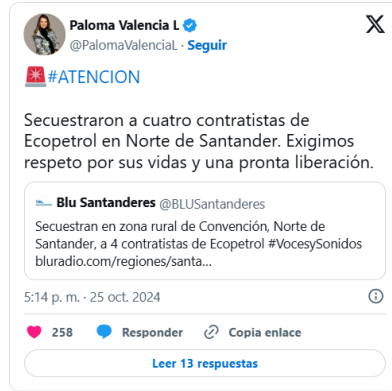 Paloma Valencia L
@PalomaValenciaL · Seguir
#ATENCION
Secuestraron a cuatro contratistas de
Ecopetrol en Norte de Santander. Exigimos
respeto por sus vidas y una pronta liberación.
Blu Santanderes @BLUSantanderes
Secuestran en zona rural de Convención, Norte de
Santander, a 4 contratistas de Ecopetrol #VocesySonidos
bluradio.com/regiones/santa...
5:14 p. m. · 25 oct. 2024
258 Responder Copia enlace
Leer 13 respuestas